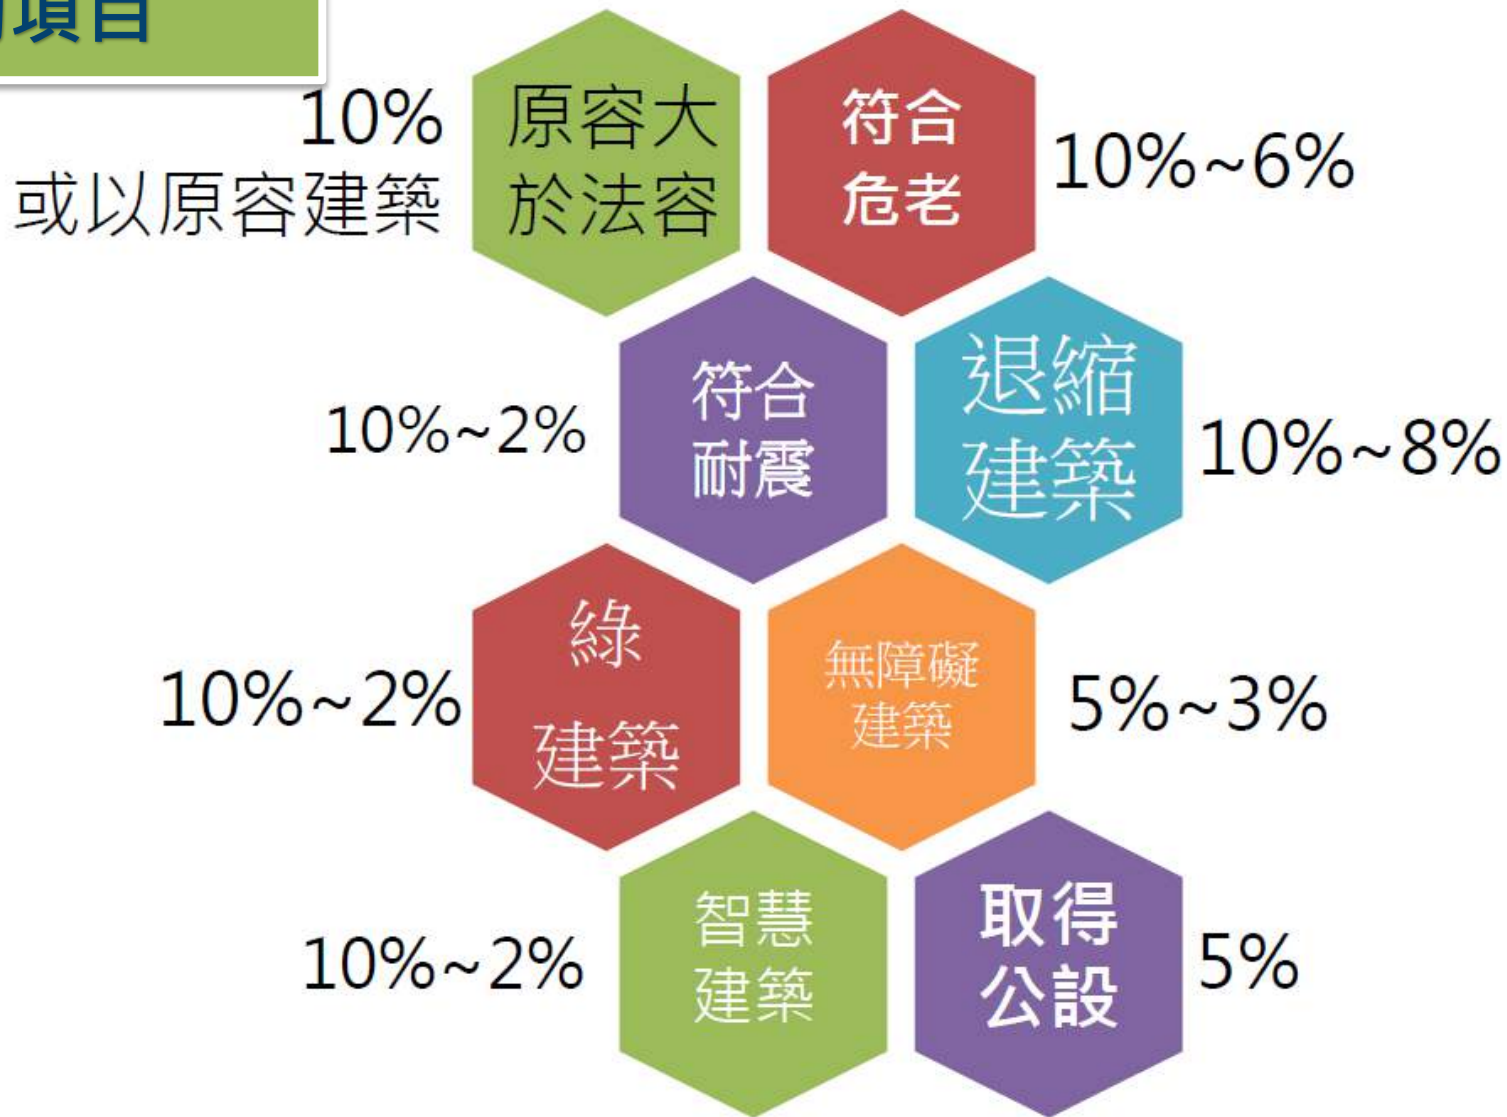 項目
10%
或以原容建築
原容大
於法容
符合
危老
10%~6%
10%~2%
符合
耐震
退縮
建築
10%~8%
10%~2%
綠
建築
無障礙
建築
5%~3%
10%~2%
智慧
建築
取得
公設
5%